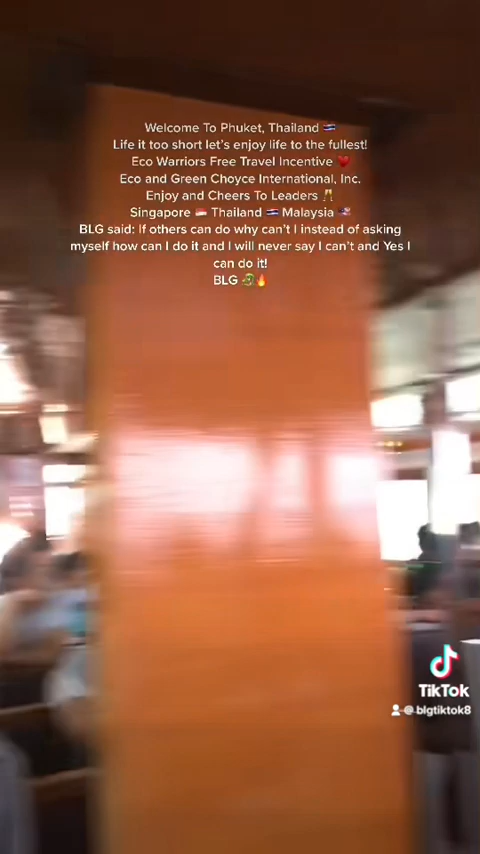 Welcome To Phuket, Thailand 🇹🇭
Life it too short let's enjoy life to the fullest!
Eco Warriors Free Travel Incentive ❤️
Eco and Green Choyce International, Inc.
Enjoy and Cheers To Leaders 🥂
Singapore 🇸🇬 Thailand 🇹🇭 Malaysia 🇲🇾
BLG said: If others can do why can't I instead of asking
myself how can I do it and I will never say I can't and Yes I
can do it!
BLG 🐲🔥
TikTok
@blgtiktok8